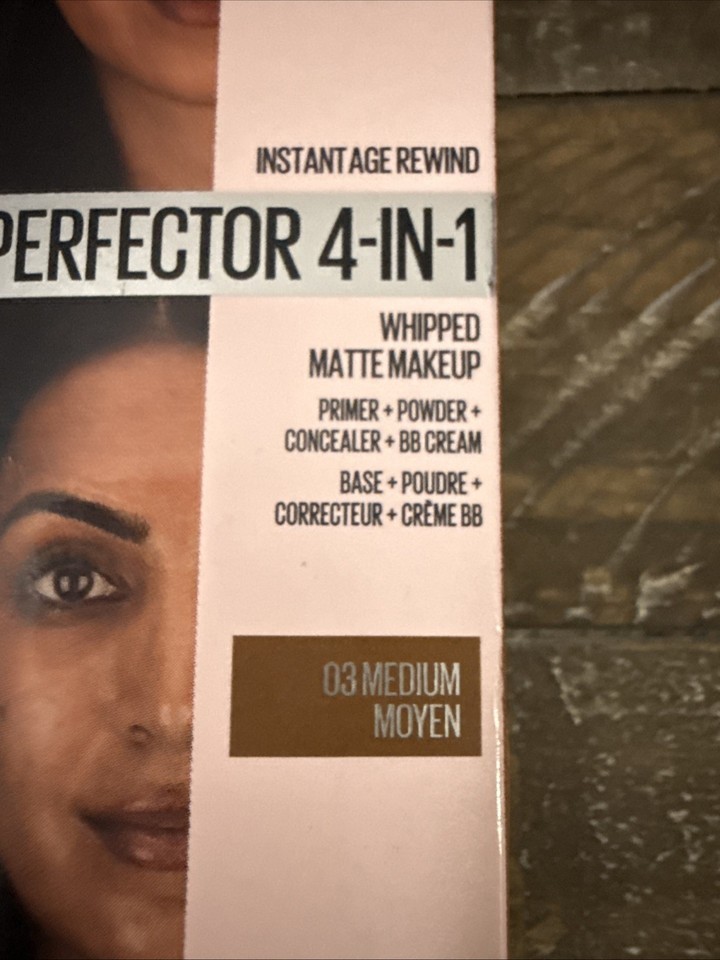 INSTANT AGE REWIND
PERFECTOR 4-IN-1
WHIPPED
MATTE MAKEUP
PRIMER + POWDER +
CONCEALER + BB CREAM
BASE + POUDRE +
CORRECTEUR + CRÈME BB
03 MEDIUM
MOYEN